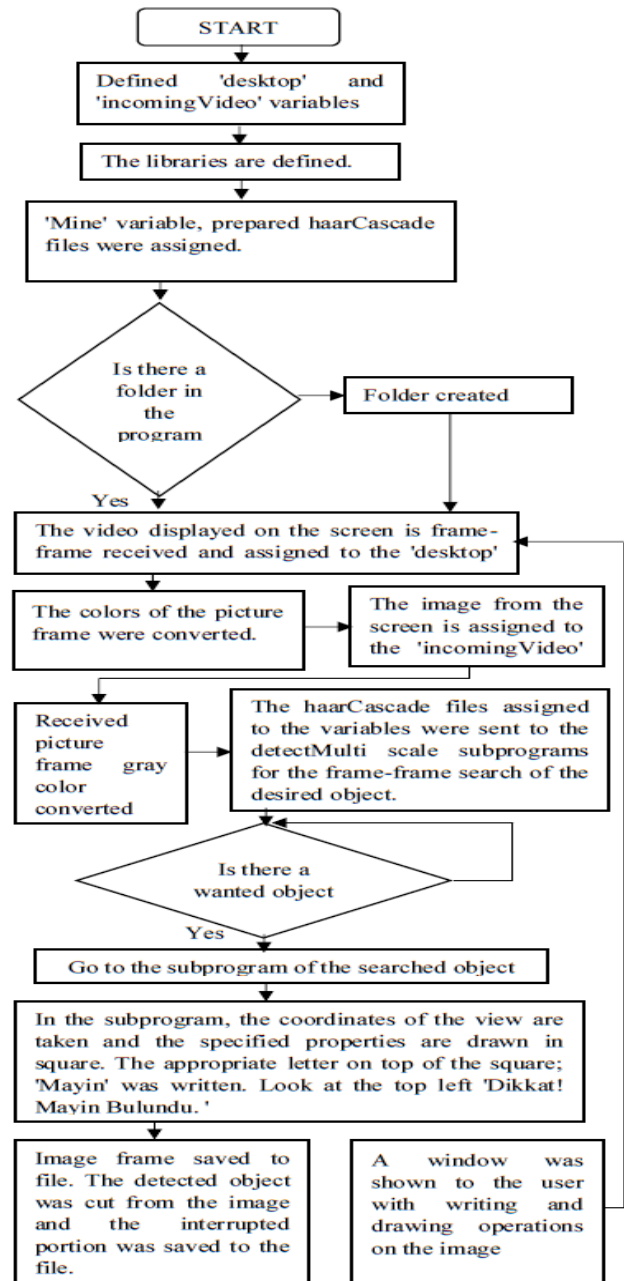 START
Defined 'desktop' and
'incomingVideo' variables
The libraries are defined.
'Mine' variable, prepared haarCascade
files were assigned.
Is there a
folder in
the
program
Folder created
Yes
The video displayed on the screen is frame-
frame received and assigned to the 'desktop'
The colors of the picture
frame were converted.
The image from the
screen is assigned to
the 'incomingVideo'
Received
picture
frame gray
color
converted
The haarCascade files assigned
to the variables were sent to the
detectMulti scale subprograms
for the frame-frame search of the
desired object.
Is there a
wanted object
Yes
Go to the subprogram of the searched object
In the subprogram, the coordinates of the view are
taken and the specified properties are drawn in
square. The appropriate letter on top of the square;
'Mayin' was written. Look at the top left 'Dikkat!
Mayin Bulundu. '
Image frame saved to
file. The detected object
was cut from the image
and the interrupted
portion was saved to the
file.
A window was
shown to the user
with writing and
drawing operations
on the image